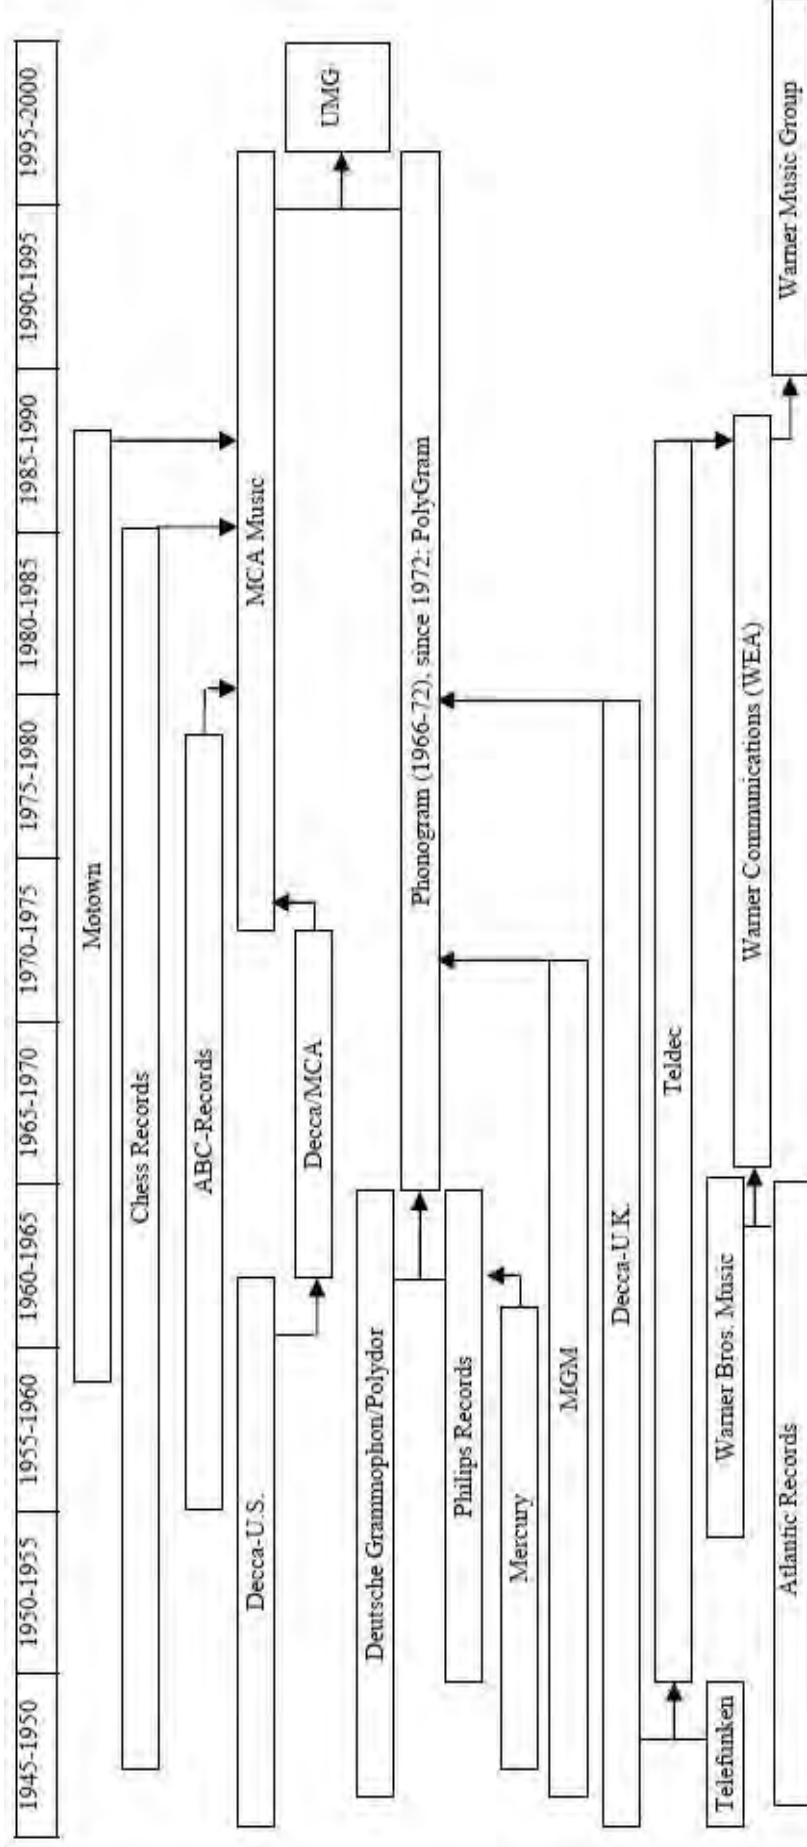 1945-1950
1950-1955
1955-1960
1960-1965
1965-1970
1970-1975
1975-1980
1980-1985
1985-1990
1990-1995
1995-2000
Motown
Chess Records
ABC-Records
Decca-U.S.
MCA Music
UMG
Decca/MCA
Deutsche Grammophon/Polydor
Phonogram (1966-72), since 1972: PolyGram
Philips Records
Mercury
MGM
Decca-U.K.
Teldec
Telefunken
Warner Bros. Music
Warner Communications (WEA)
Atlantic Records
Warner Music Group